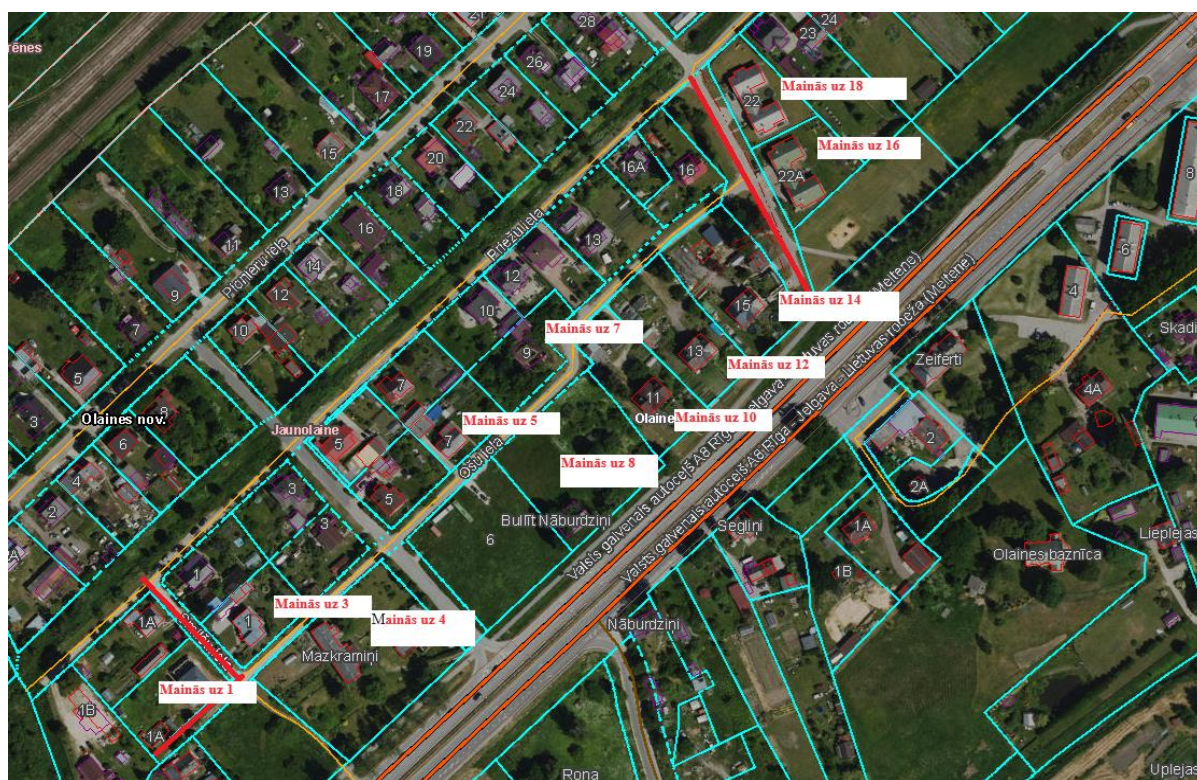 21
28
24
23
rēnes
19
26
17
24
22
Mainās uz 18
22
15
20
16A
16
Mainās uz 16
22A
8
13
18
11
16
Priežu iela
13
6
Pionieru iela
14
12
9
12
10
15
Mainās uz 14
4
7
10
9
Mainās uz 7
13
Mainās uz 12
Zeiferti
Skadi
5
7
11
Olaine
Mainās uz 10
4A
3
Olaines nov.
8
Jaunolaine
5
7
Mainās uz 5
Ošu iela
Mainās uz 8
2
6
4
3
5
2A
2
3
Bullīt Nāburdziņi
6
Valsts galvenais autoceļš A8 Rīga - Jelgava - Lietuvas robeža (Meitene)
Valsts galvenais autoceļš A8 Rīga - Jelgava - Lietuvas robeža (Meitene)
Segliņi
1A
Lieplejas
Olaines baznīca
1
1B
1A
1
Mainās uz 3
Mainās uz 4
Nāburdziņi
Mazkramiņi
Mainās uz 1
1B
1A
Rona
Uplejas